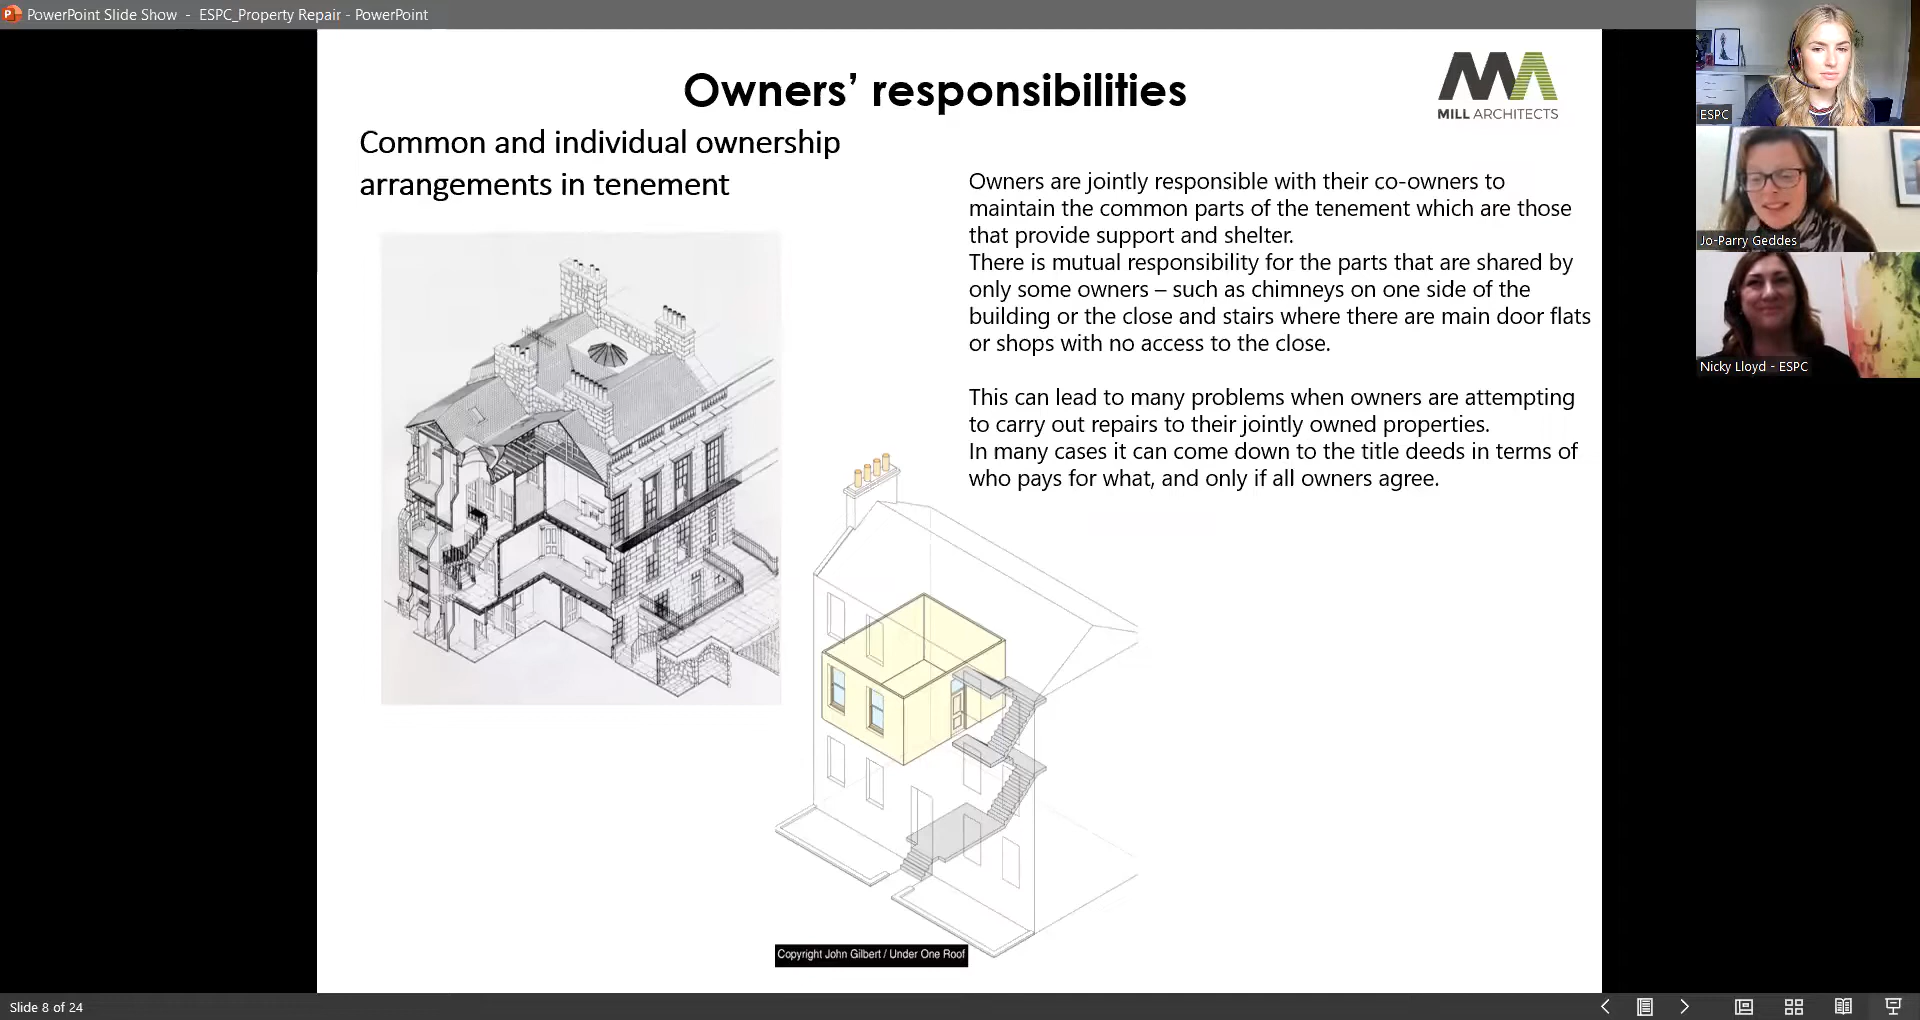 PowerPoint Slide Show - ESPC_Property Repair - PowerPoint
Owners’ responsibilities
MILL ARCHITECTS
Common and individual ownership
arrangements in tenement
Owners are jointly responsible with their co-owners to
maintain the common parts of the tenement which are those
that provide support and shelter.
There is mutual responsibility for the parts that are shared by
only some owners – such as chimneys on one side of the
building or the close and stairs where there are main door flats
or shops with no access to the close.
This can lead to many problems when owners are attempting
to carry out repairs to their jointly owned properties.
In many cases it can come down to the title deeds in terms of
who pays for what, and only if all owners agree.
Copyright John Gilbert / Under One Roof
ESPC
Jo-Parry Geddes
Nicky Lloyd - ESPC
Slide 8 of 24